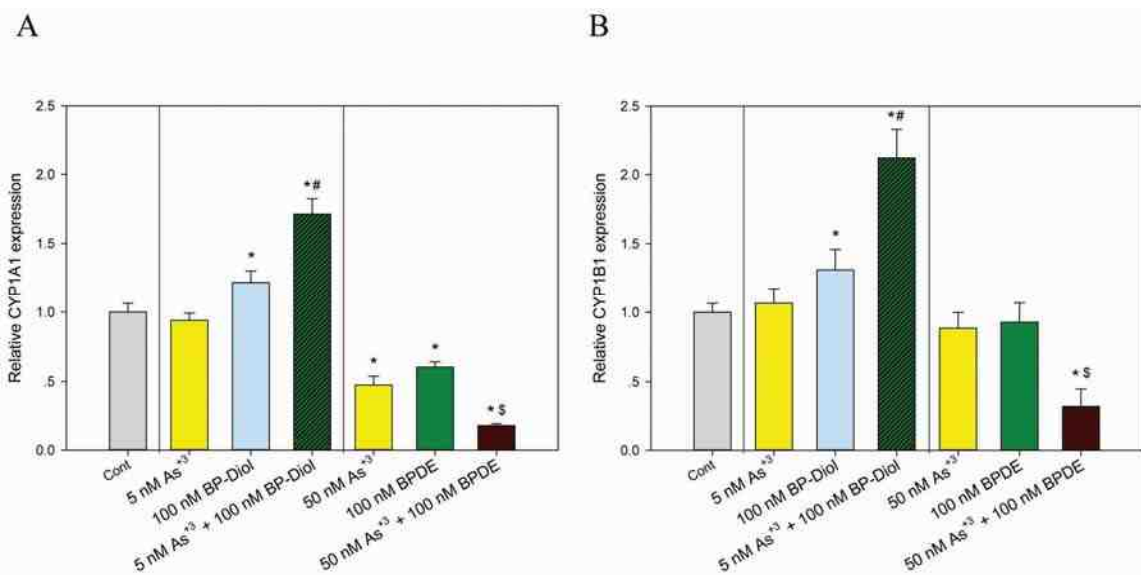 A
Relative CYP1A1 expression
2.5
2.0
1.5
1.0
.5
0.0
*
*#
*
*
* $
Cont
5 nM As+3
100 nM BP-Diol
5 nM As+3 + 100 nM BP-Diol
50 nM As+3
100 nM BPDE
50 nM As+3 + 100 nM BPDE
B
Relative CYP1B1 expression
2.5
2.0
1.5
1.0
.5
0.0
*
*#
* $
Cont
5 nM As+3
100 nM BP-Diol
5 nM As+3 + 100 nM BP-Diol
50 nM As+3
100 nM BPDE
50 nM As+3 + 100 nM BPDE